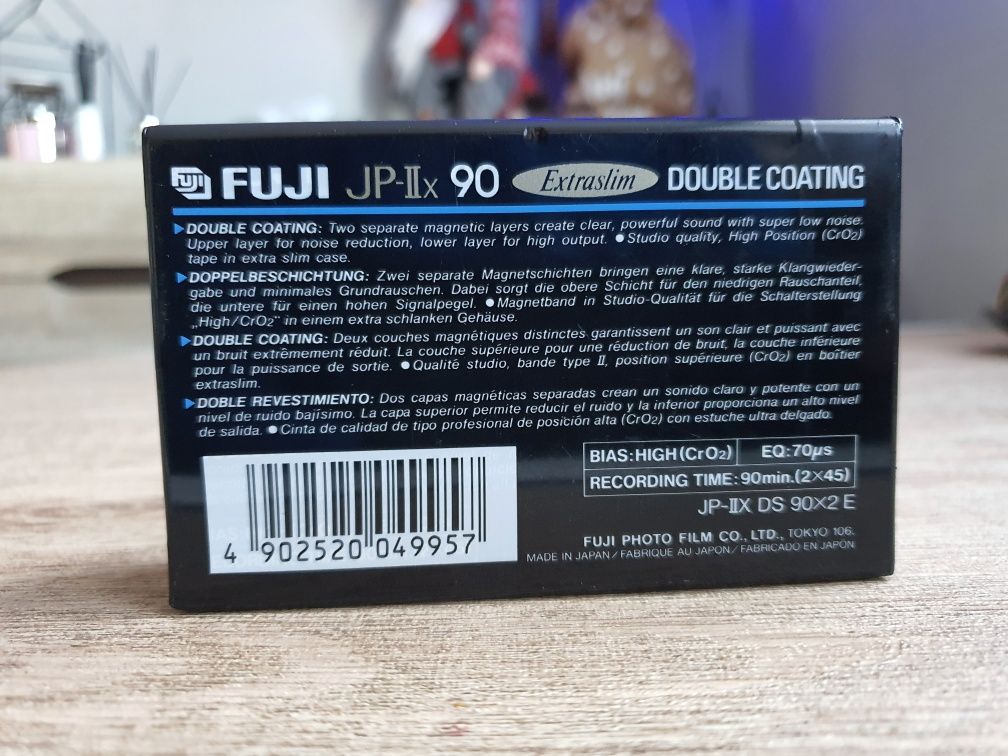 FUJI FUJI JP-IIx 90 Extraslim DOUBLE COATING
▶DOUBLE COATING: Two separate magnetic layers create clear, powerful sound with super low noise.
Upper layer for noise reduction, lower layer for high output. ●Studio quality, High Position (CrO2)
tape in extra slim case.
▶DOPPELBESCHICHTUNG: Zwei separate Magnetschichten bringen eine klare, starke Klangwieder-
gabe und minimales Grundrauschen. Dabei sorgt die obere Schicht für den niedrigen Rauschanteil,
die untere für einen hohen Signalpegel. ●Magnetband in Studio-Qualität für die Schalterstellung
„High/CrO2" in einem extra schlanken Gehäuse.
▶DOUBLE COATING: Deux couches magnétiques distinctes garantissent un son clair et puissant avec
un bruit extrêmement réduit. La couche supérieure pour une réduction de bruit, la couche inférieure
pour la puissance de sortie. ●Qualité studio, bande type II, position supérieure (CrO2) en boîtier
extraslim.
▶DOBLE REVESTIMIENTO: Dos capas magnéticas separadas crean un sonido claro y potente con un
nivel de ruido bajísimo. La capa superior permite reducir el ruido y la inferior proporciona un alto nivel
de salida. ●Cinta de calidad de tipo profesional de posición alta (CrO2) con estuche ultra delgado.
BIAS:HIGH(CrO2) EQ:70μs
RECORDING TIME:90min.(2×45)
JP-IIX DS 90×2 E
4 902520 049957
FUJI PHOTO FILM CO., LTD., TOKYO 106.
MADE IN JAPAN/FABRIQUE AU JAPON/FABRICADO EN JAPÓN